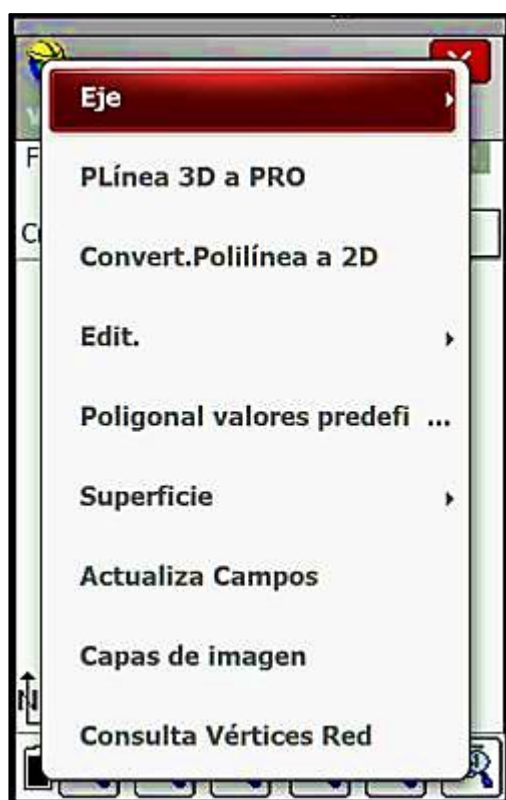 Eje
PLínea 3D a PRO
Convert.Polilínea a 2D
Edit.
Poligonal valores predefi ...
Superficie
Actualiza Campos
Capas de imagen
Consulta Vértices Red